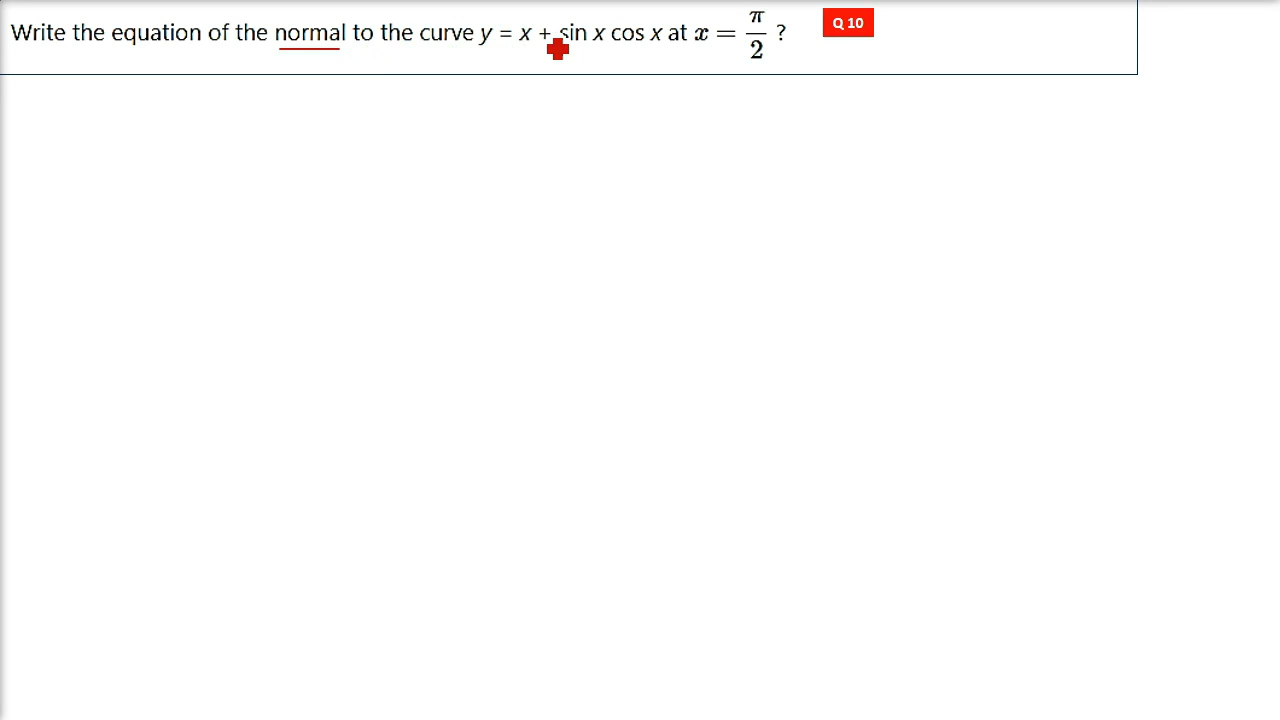 Write the equation of the normal to the curve y = x + sin x cos x at x = π/2 ? Q 10